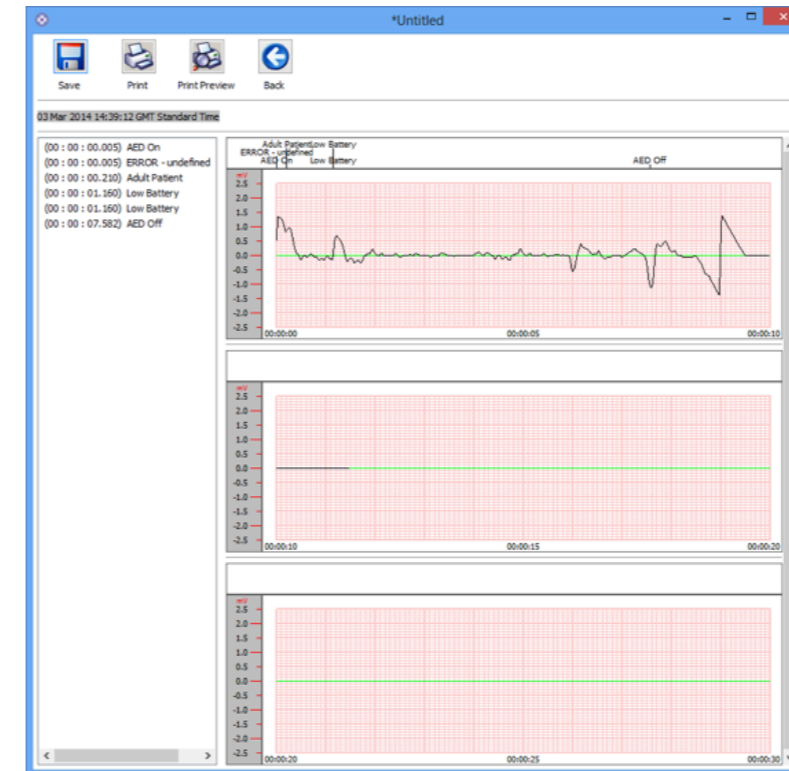 *Untitled
Save Print Print Preview Back
03 Mar 2014 14:39:12 GMT Standard Time
(00 : 00 : 00.005) AED On
(00 : 00 : 00.005) ERROR - undefined
(00 : 00 : 00.210) Adult Patient
(00 : 00 : 01.160) Low Battery
(00 : 00 : 01.160) Low Battery
(00 : 00 : 07.582) AED Off
Adult Patient Low Battery
ERROR - undefined
AED On Low Battery AED Off
mV
2.5
2.0
1.5
1.0
0.5
0.0
-0.5
-1.0
-1.5
-2.0
-2.5
00:00:00 00:00:05 00:00:10
mV
2.5
2.0
1.5
1.0
0.5
0.0
-0.5
-1.0
-1.5
-2.0
-2.5
00:00:10 00:00:15 00:00:20
mV
2.5
2.0
1.5
1.0
0.5
0.0
-0.5
-1.0
-1.5
-2.0
-2.5
00:00:20 00:00:25 00:00:30